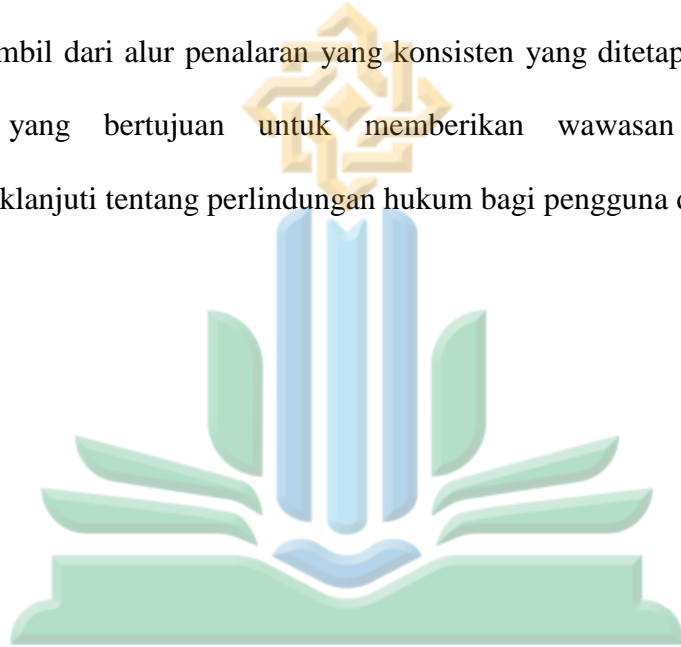 mbil dari alur penalaran yang konsisten yang ditetap
yang bertujuan untuk memberikan wawasan
klanjuti tentang perlindungan hukum bagi pengguna